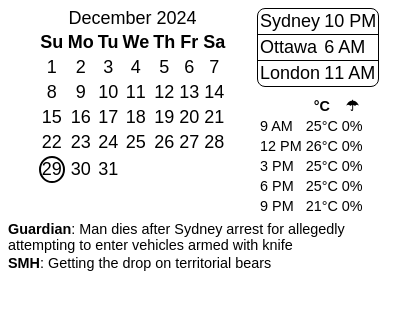 December 2024
Su Mo Tu We Th Fr Sa
1 2 3 4 5 6 7
8 9 10 11 12 13 14
15 16 17 18 19 20 21
22 23 24 25 26 27 28
29 30 31
Sydney 10 PM
Ottawa 6 AM
London 11 AM
°C ☂
9 AM 25°C 0%
12 PM 26°C 0%
3 PM 25°C 0%
6 PM 25°C 0%
9 PM 21°C 0%
Guardian: Man dies after Sydney arrest for allegedly
attempting to enter vehicles armed with knife
SMH: Getting the drop on territorial bears